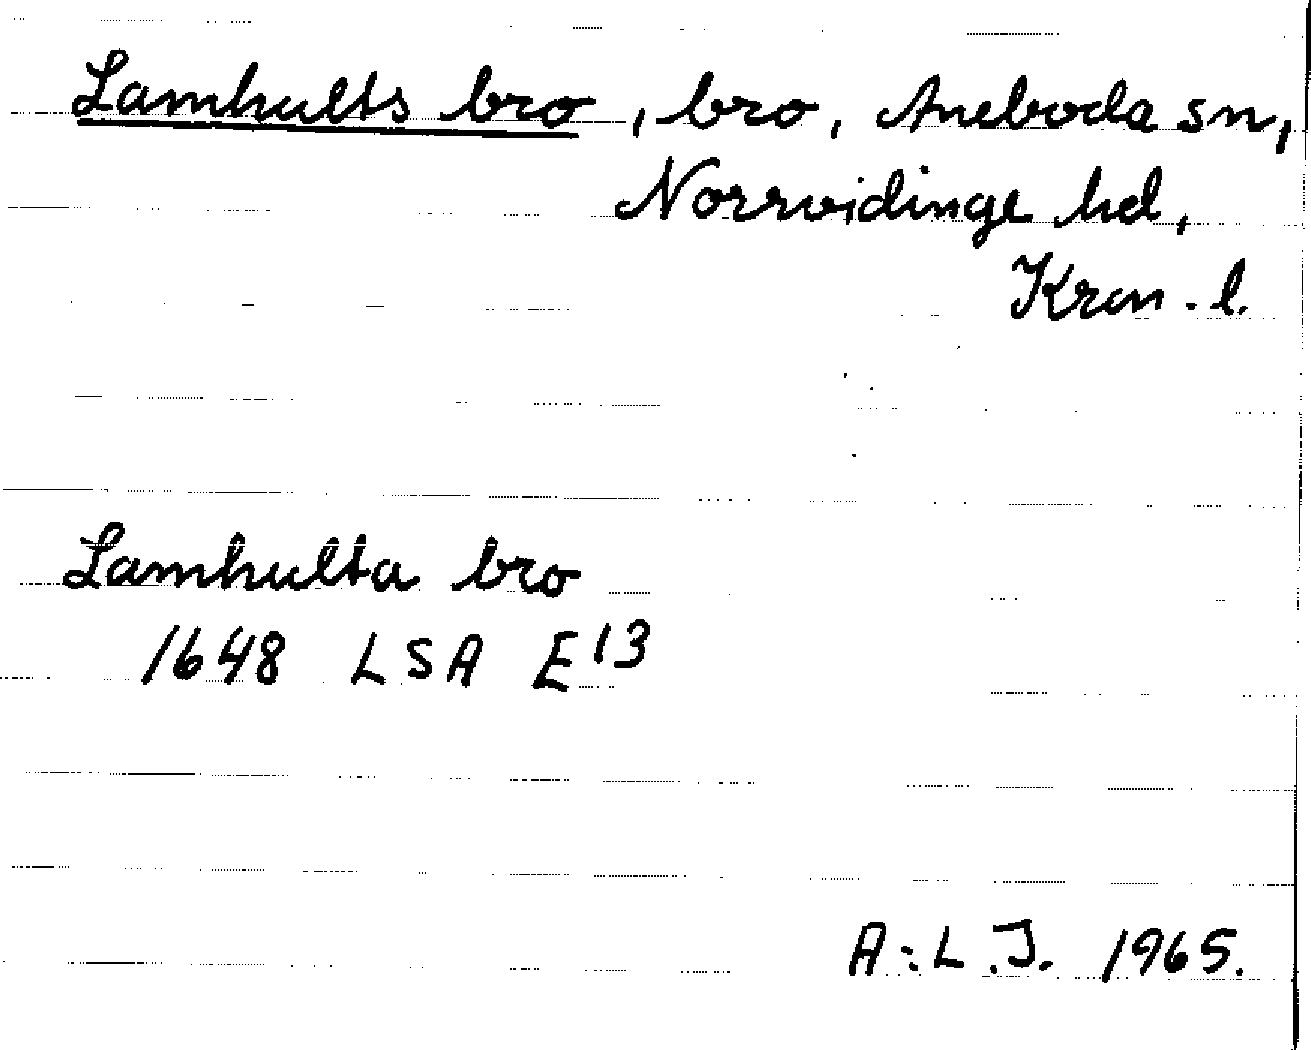 Lamhults bro, bro, Aneboda sn,
Norrvidinge hd,
Kron. l.
Lamhulta bro
1648 LSA E13
A:L.J. 1965.